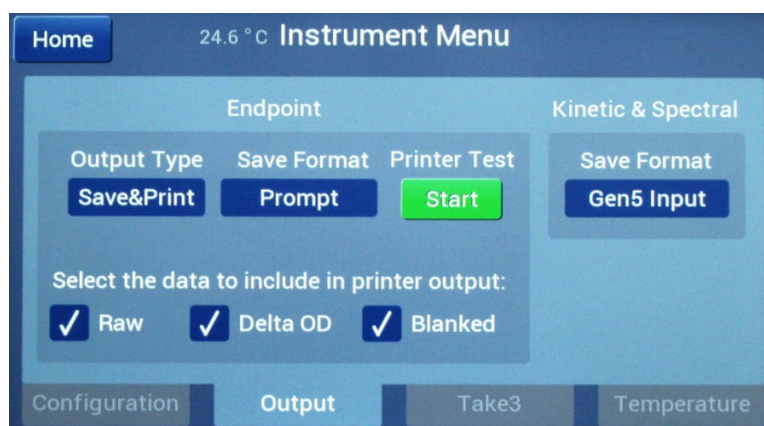 Home
24.6 °C Instrument Menu
Endpoint
Kinetic & Spectral
Output Type Save Format Printer Test
Save Format
Save&Print Prompt Start
Gen5 Input
Select the data to include in printer output:
Raw Delta OD Blanked
Configuration Output Take3 Temperature